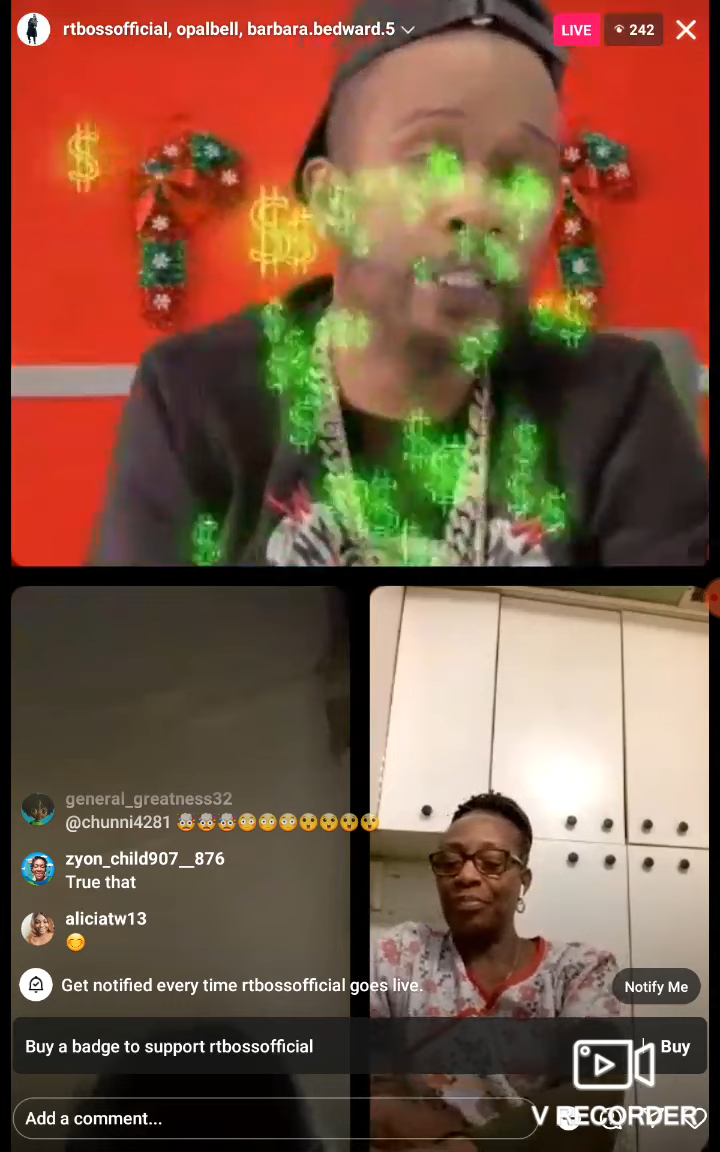 rtbossofficial, opalbell, barbara.bedward.5
LIVE
242
general_greatness32
@chunni4281 🤯🤯🤯😳😳😳😲😲😲😲
zyon_child907__876
True that
aliciatw13
😊
Get notified every time rtbossofficial goes live.
Notify Me
Buy a badge to support rtbossofficial
Buy
Add a comment...
V RECORDER